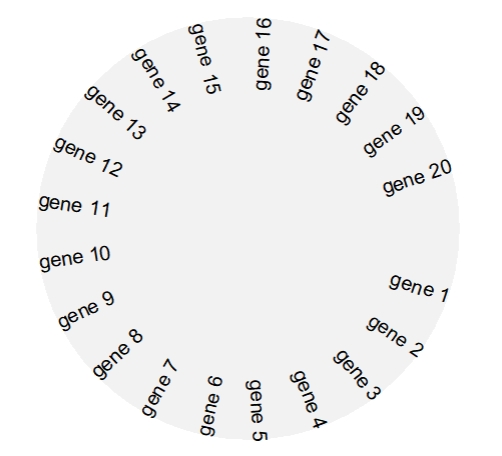 gene 1
gene 2
gene 3
gene 4
gene 5
gene 6
gene 7
gene 8
gene 9
gene 10
gene 11
gene 12
gene 13
gene 14
gene 15
gene 16
gene 17
gene 18
gene 19
gene 20